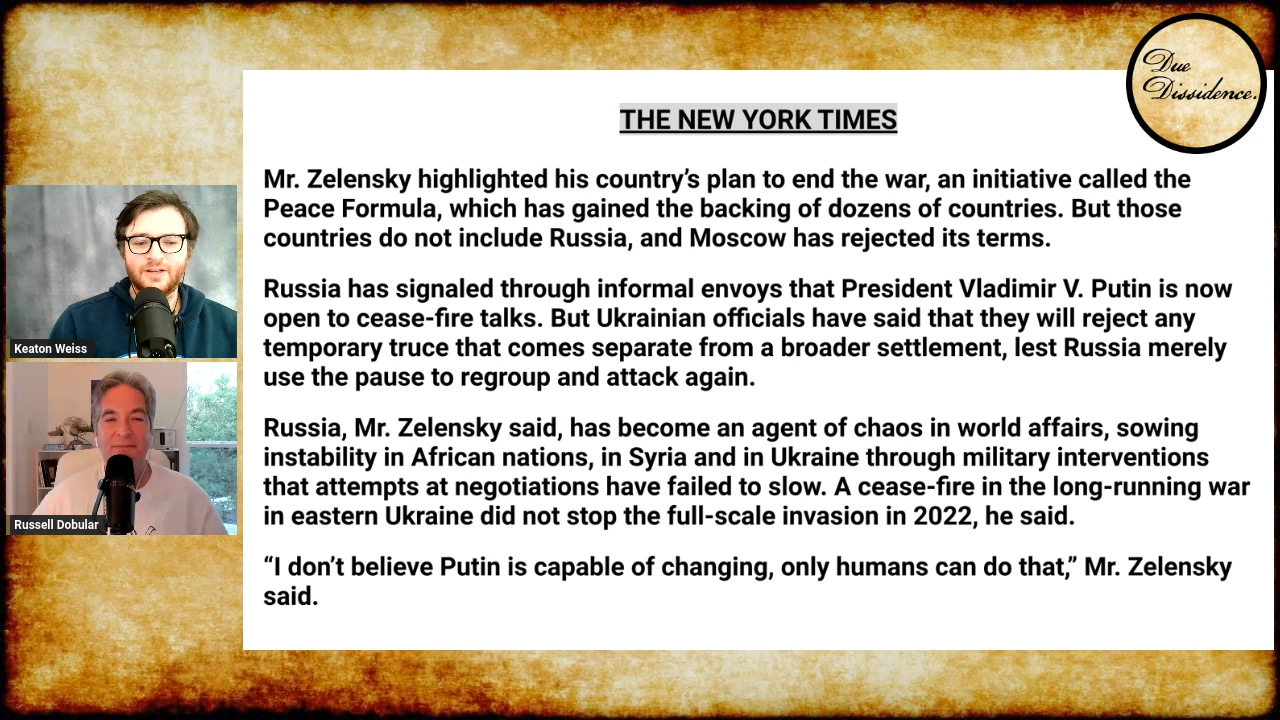 Due
Dissidence.
THE NEW YORK TIMES
Mr. Zelensky highlighted his country’s plan to end the war, an initiative called the
Peace Formula, which has gained the backing of dozens of countries. But those
countries do not include Russia, and Moscow has rejected its terms.
Russia has signaled through informal envoys that President Vladimir V. Putin is now
open to cease-fire talks. But Ukrainian officials have said that they will reject any
temporary truce that comes separate from a broader settlement, lest Russia merely
use the pause to regroup and attack again.
Russia, Mr. Zelensky said, has become an agent of chaos in world affairs, sowing
instability in African nations, in Syria and in Ukraine through military interventions
that attempts at negotiations have failed to slow. A cease-fire in the long-running war
in eastern Ukraine did not stop the full-scale invasion in 2022, he said.
“I don’t believe Putin is capable of changing, only humans can do that,” Mr. Zelensky
said.
Keaton Weiss
Russell Dobular